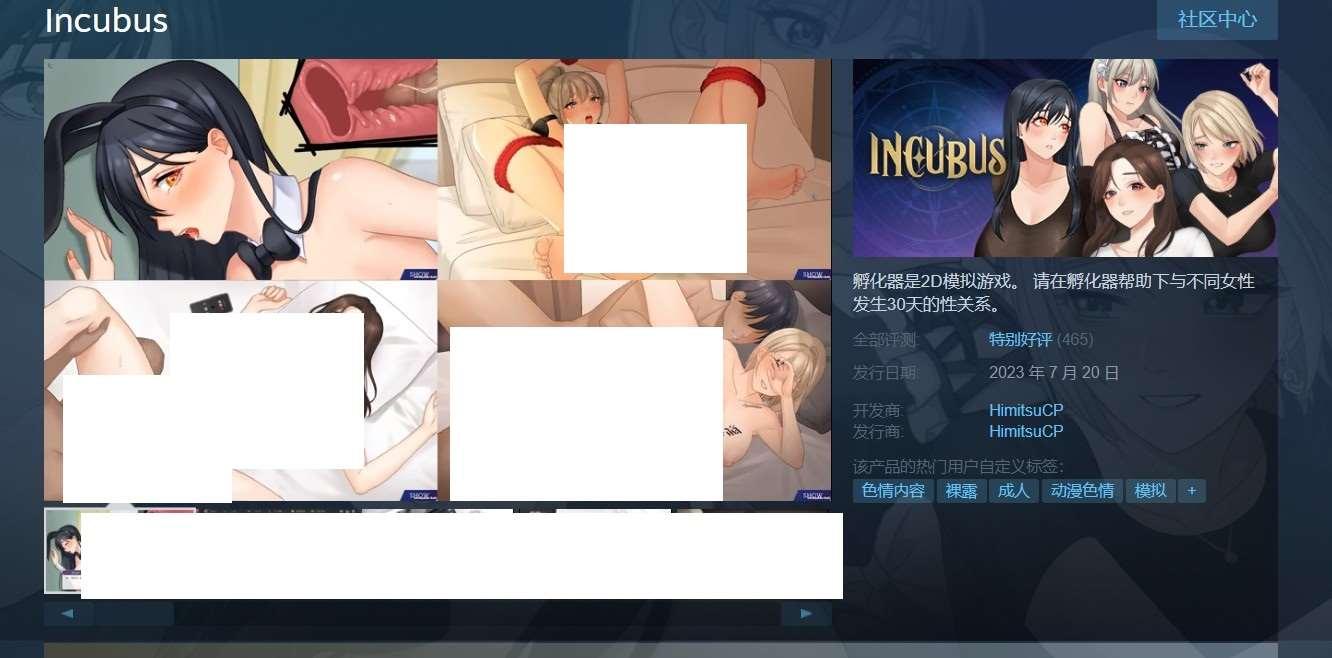 Incubus
社区中心
INCUBUS
SHOW
SHOW
SHOW
SHOW
孵化器是2D模拟游戏。 请在孵化器帮助下与不同女性
发生30天的性关系。
全部评测:
特别好评 (465)
发行日期:
2023 年 7 月 20 日
开发商:
HimitsuCP
发行商:
HimitsuCP
该产品的热门用户自定义标签:
色情内容
裸露
成人
动漫色情
模拟
+